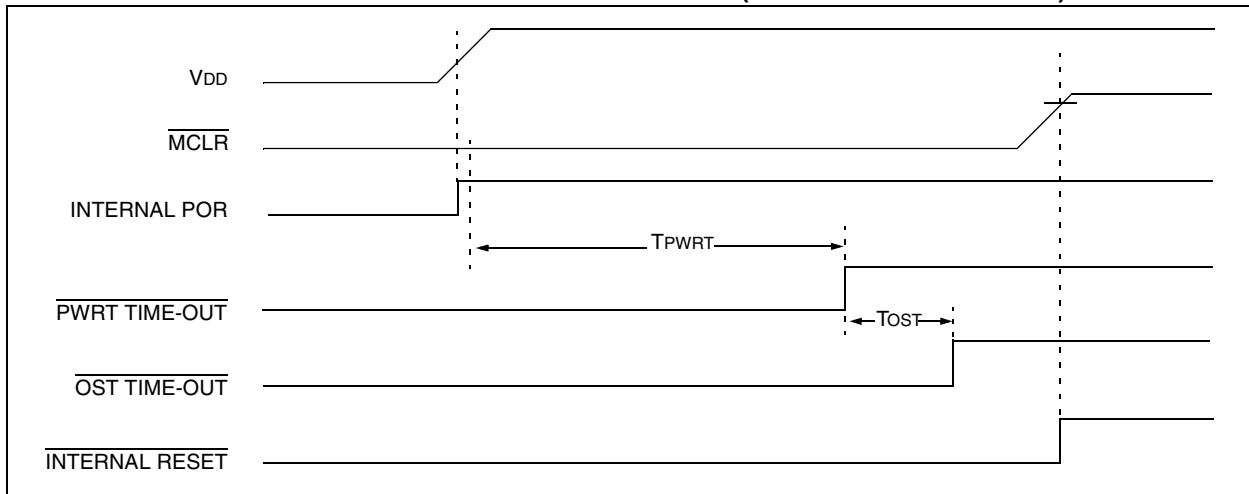 VDD
MCLR
INTERNAL POR
TPWRT
PWRT TIME-OUT
TOST
OST TIME-OUT
INTERNAL RESET